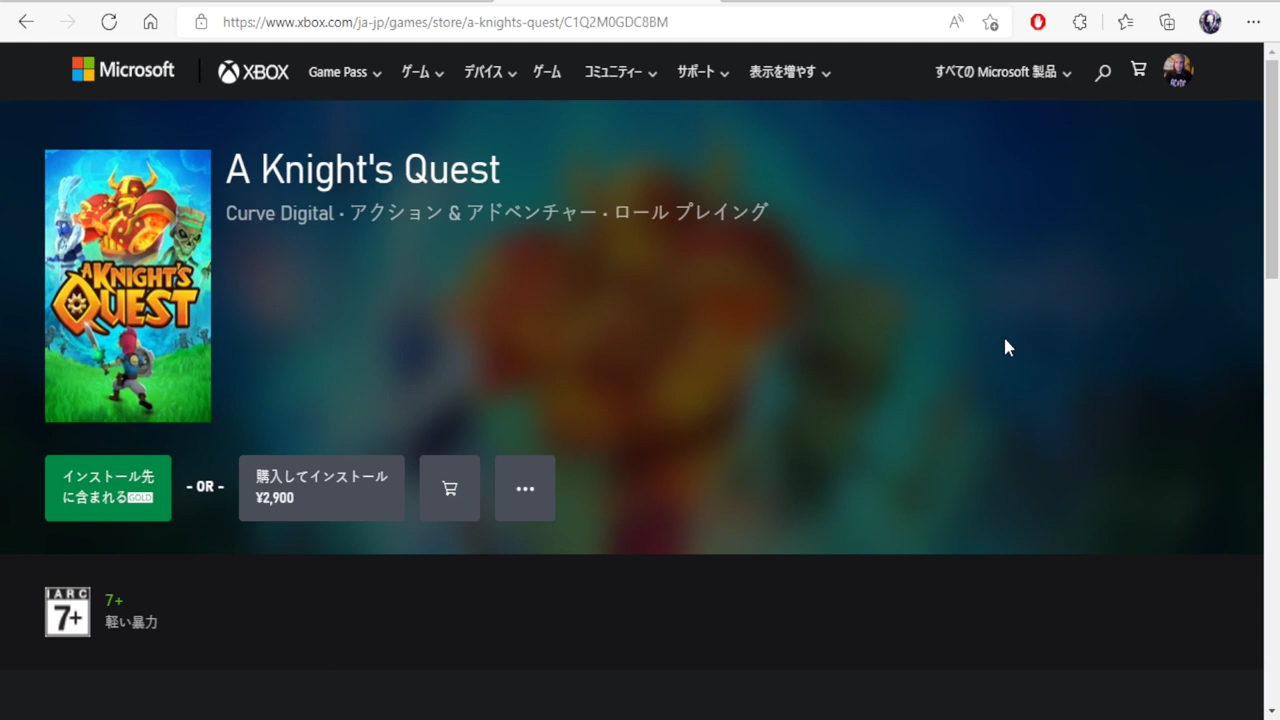 https://www.xbox.com/ja-jp/games/store/a-knights-quest/C1Q2M0GDC8BM
Microsoft XBOX Game Pass ゲーム デバイス ゲーム コミュニティー サポート 表示を増やす すべての Microsoft 製品
A Knight's Quest
Curve Digital • アクション & アドベンチャー • ロール プレイング
A KNIGHT'S
QUEST
インストール先
に含まれるGOLD
- OR -
購入してインストール
¥2,900
IARC
7+
7+
軽い暴力